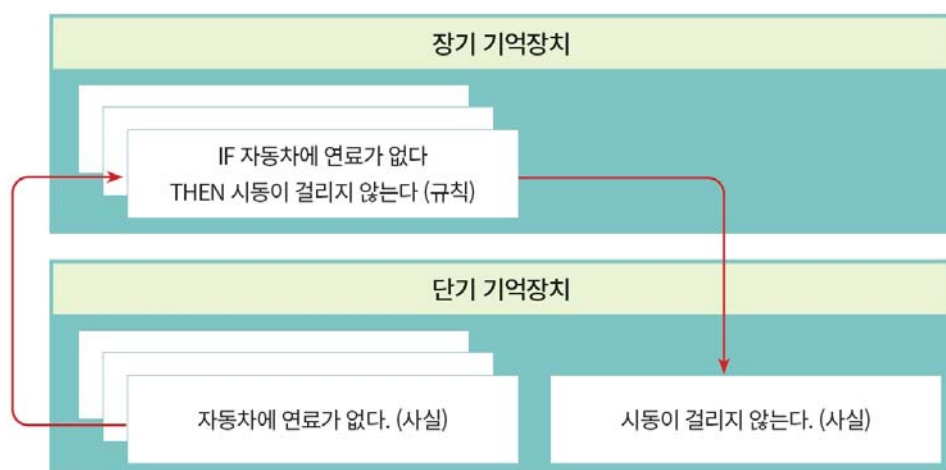 장기 기억장치
IF 자동차에 연료가 없다
THEN 시동이 걸리지 않는다 (규칙)
단기 기억장치
자동차에 연료가 없다. (사실)
시동이 걸리지 않는다. (사실)